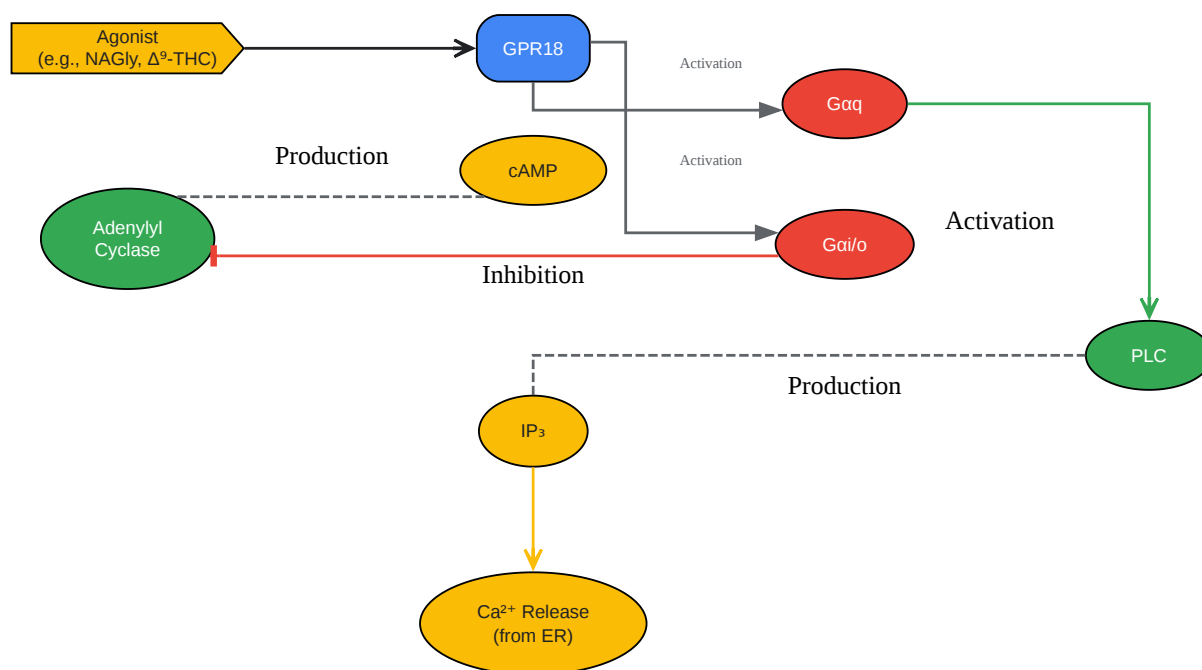 Agonist
(e.g., NAGly, Δ⁹-THC)
GPR18
Activation
Gαq
Production
cAMP
Activation
Adenylyl
Cyclase
Gαi/o
Activation
Inhibition
PLC
Production
IP₃
Ca²⁺ Release
(from ER)